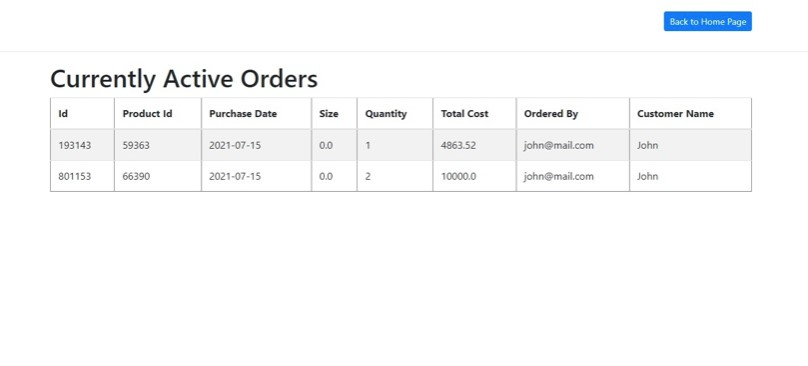 Back to Home Page
Currently Active Orders
Id Product Id Purchase Date Size Quantity Total Cost Ordered By Customer Name
193143 59363 2021-07-15 0.0 1 4863.52 john@mail.com John
801153 66390 2021-07-15 0.0 2 10000.0 john@mail.com John